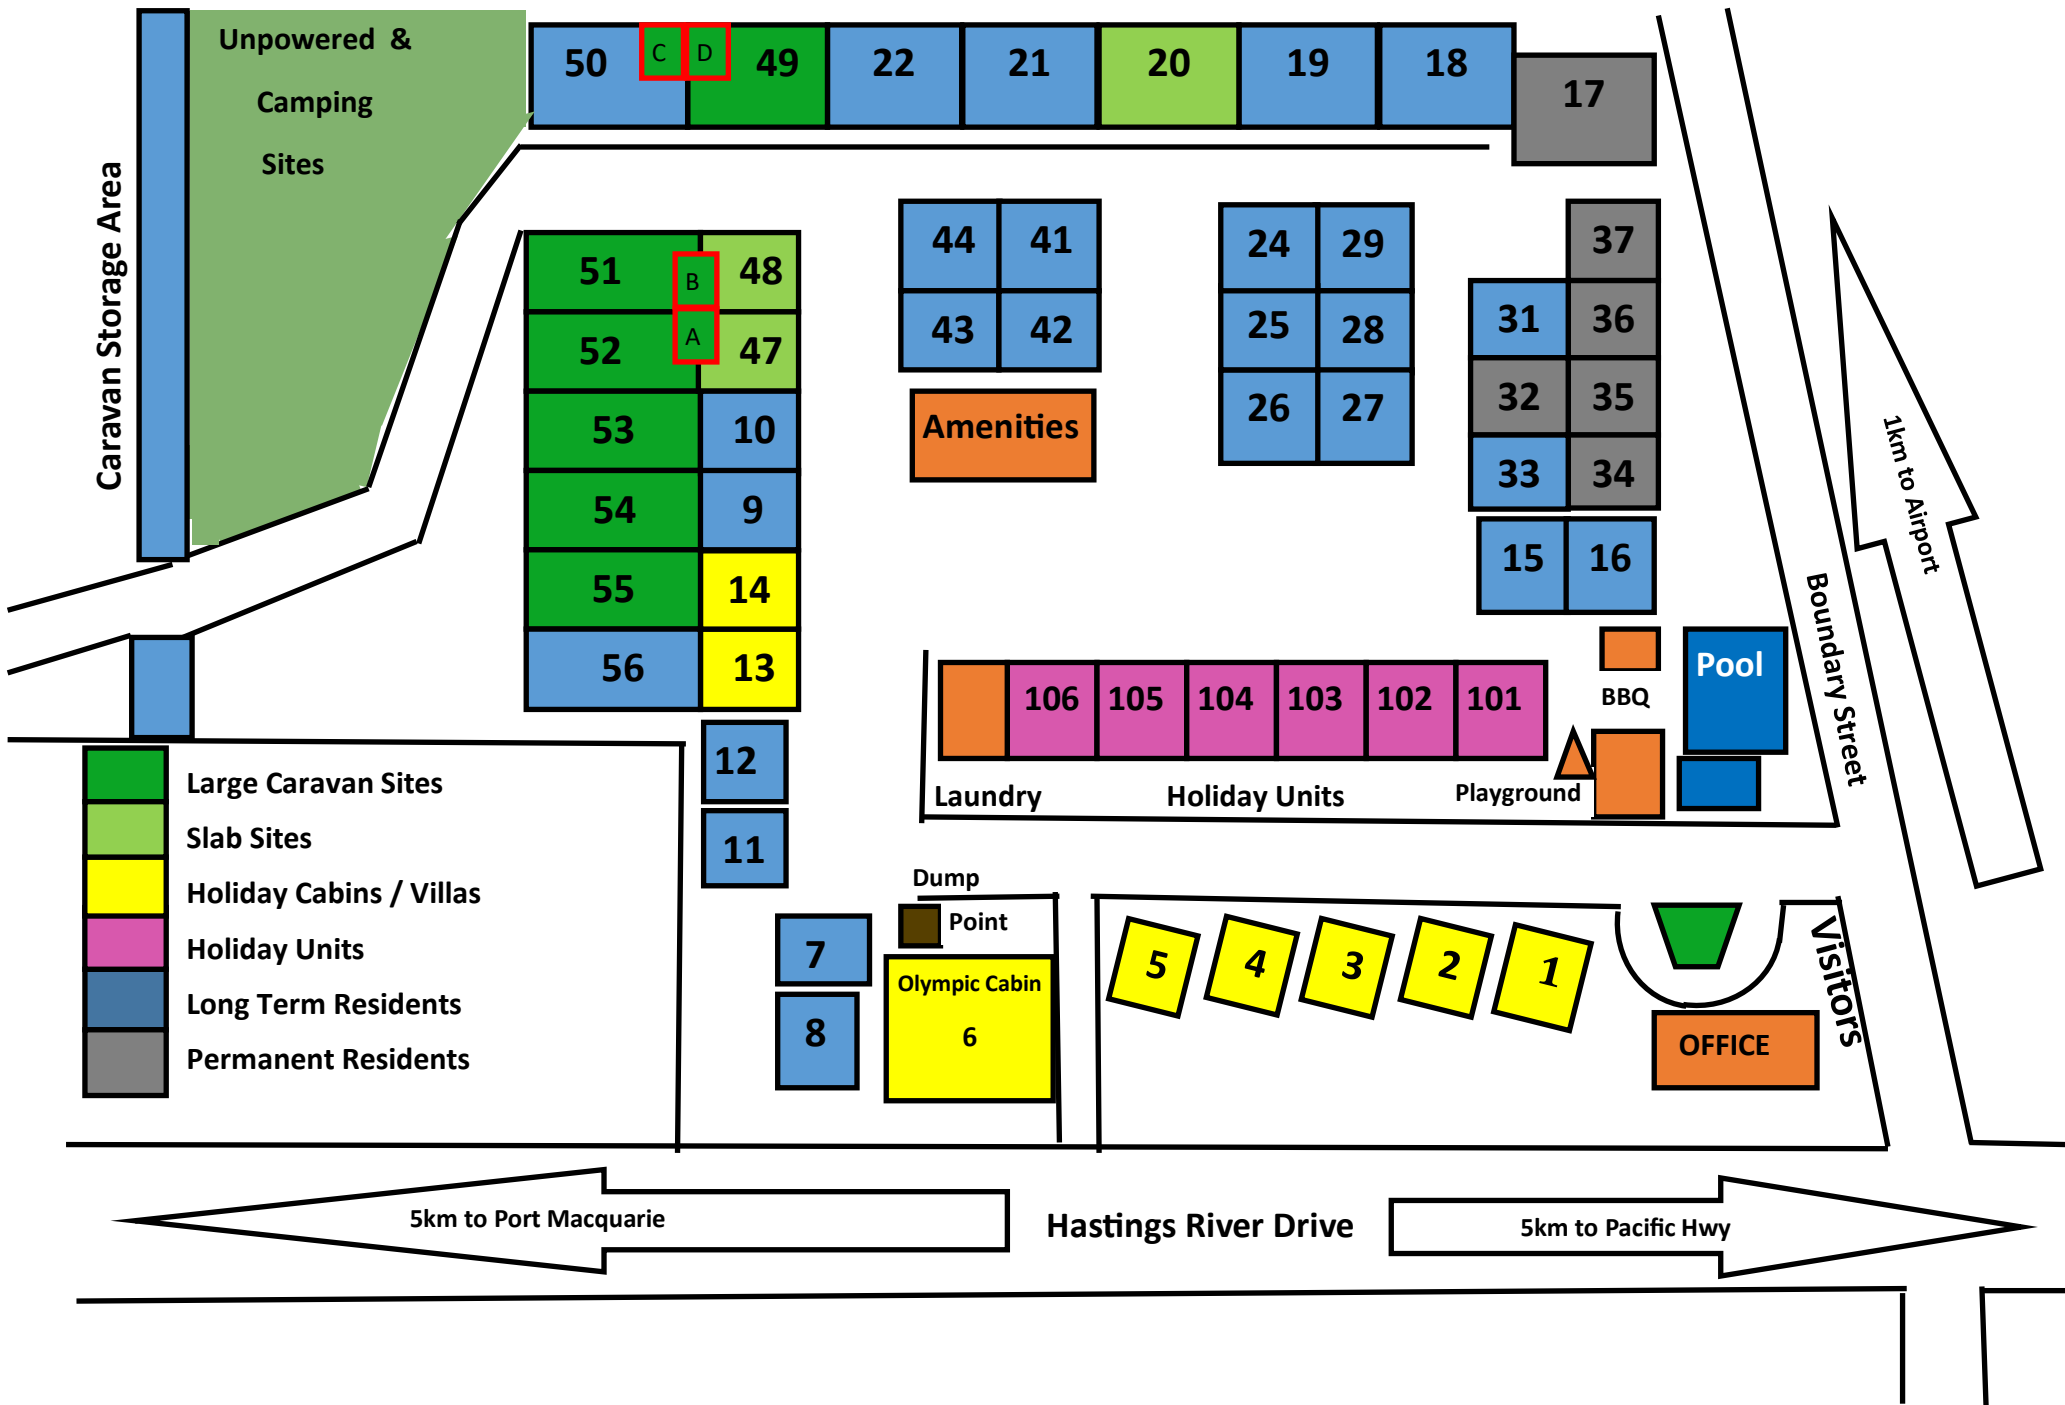 Unpowered &
Camping
Sites
Caravan Storage Area
50
C
D
49
22
21
20
19
18
17
51
B
48
52
A
47
53
10
54
9
55
14
56
13
12
11
44
41
43
42
Amenities
24
29
25
28
26
27
37
31
36
32
35
33
34
15
16
BBQ
Pool
106
105
104
103
102
101
Laundry
Holiday Units
Playground
Boundary Street
1km to Airport
Large Caravan Sites
Slab Sites
Holiday Cabins / Villas
Holiday Units
Long Term Residents
Permanent Residents
Dump
Point
7
8
Olympic Cabin
6
5
4
3
2
1
Visitors
OFFICE
5km to Port Macquarie
Hastings River Drive
5km to Pacific Hwy